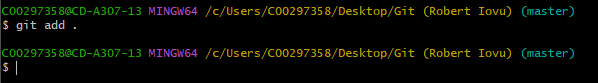 C00297358@CD-A307-13 MINGW64 /c/Users/C00297358/Desktop/Git (Robert Iovu) (master)
$ git add .
C00297358@CD-A307-13 MINGW64 /c/Users/C00297358/Desktop/Git (Robert Iovu) (master)
$